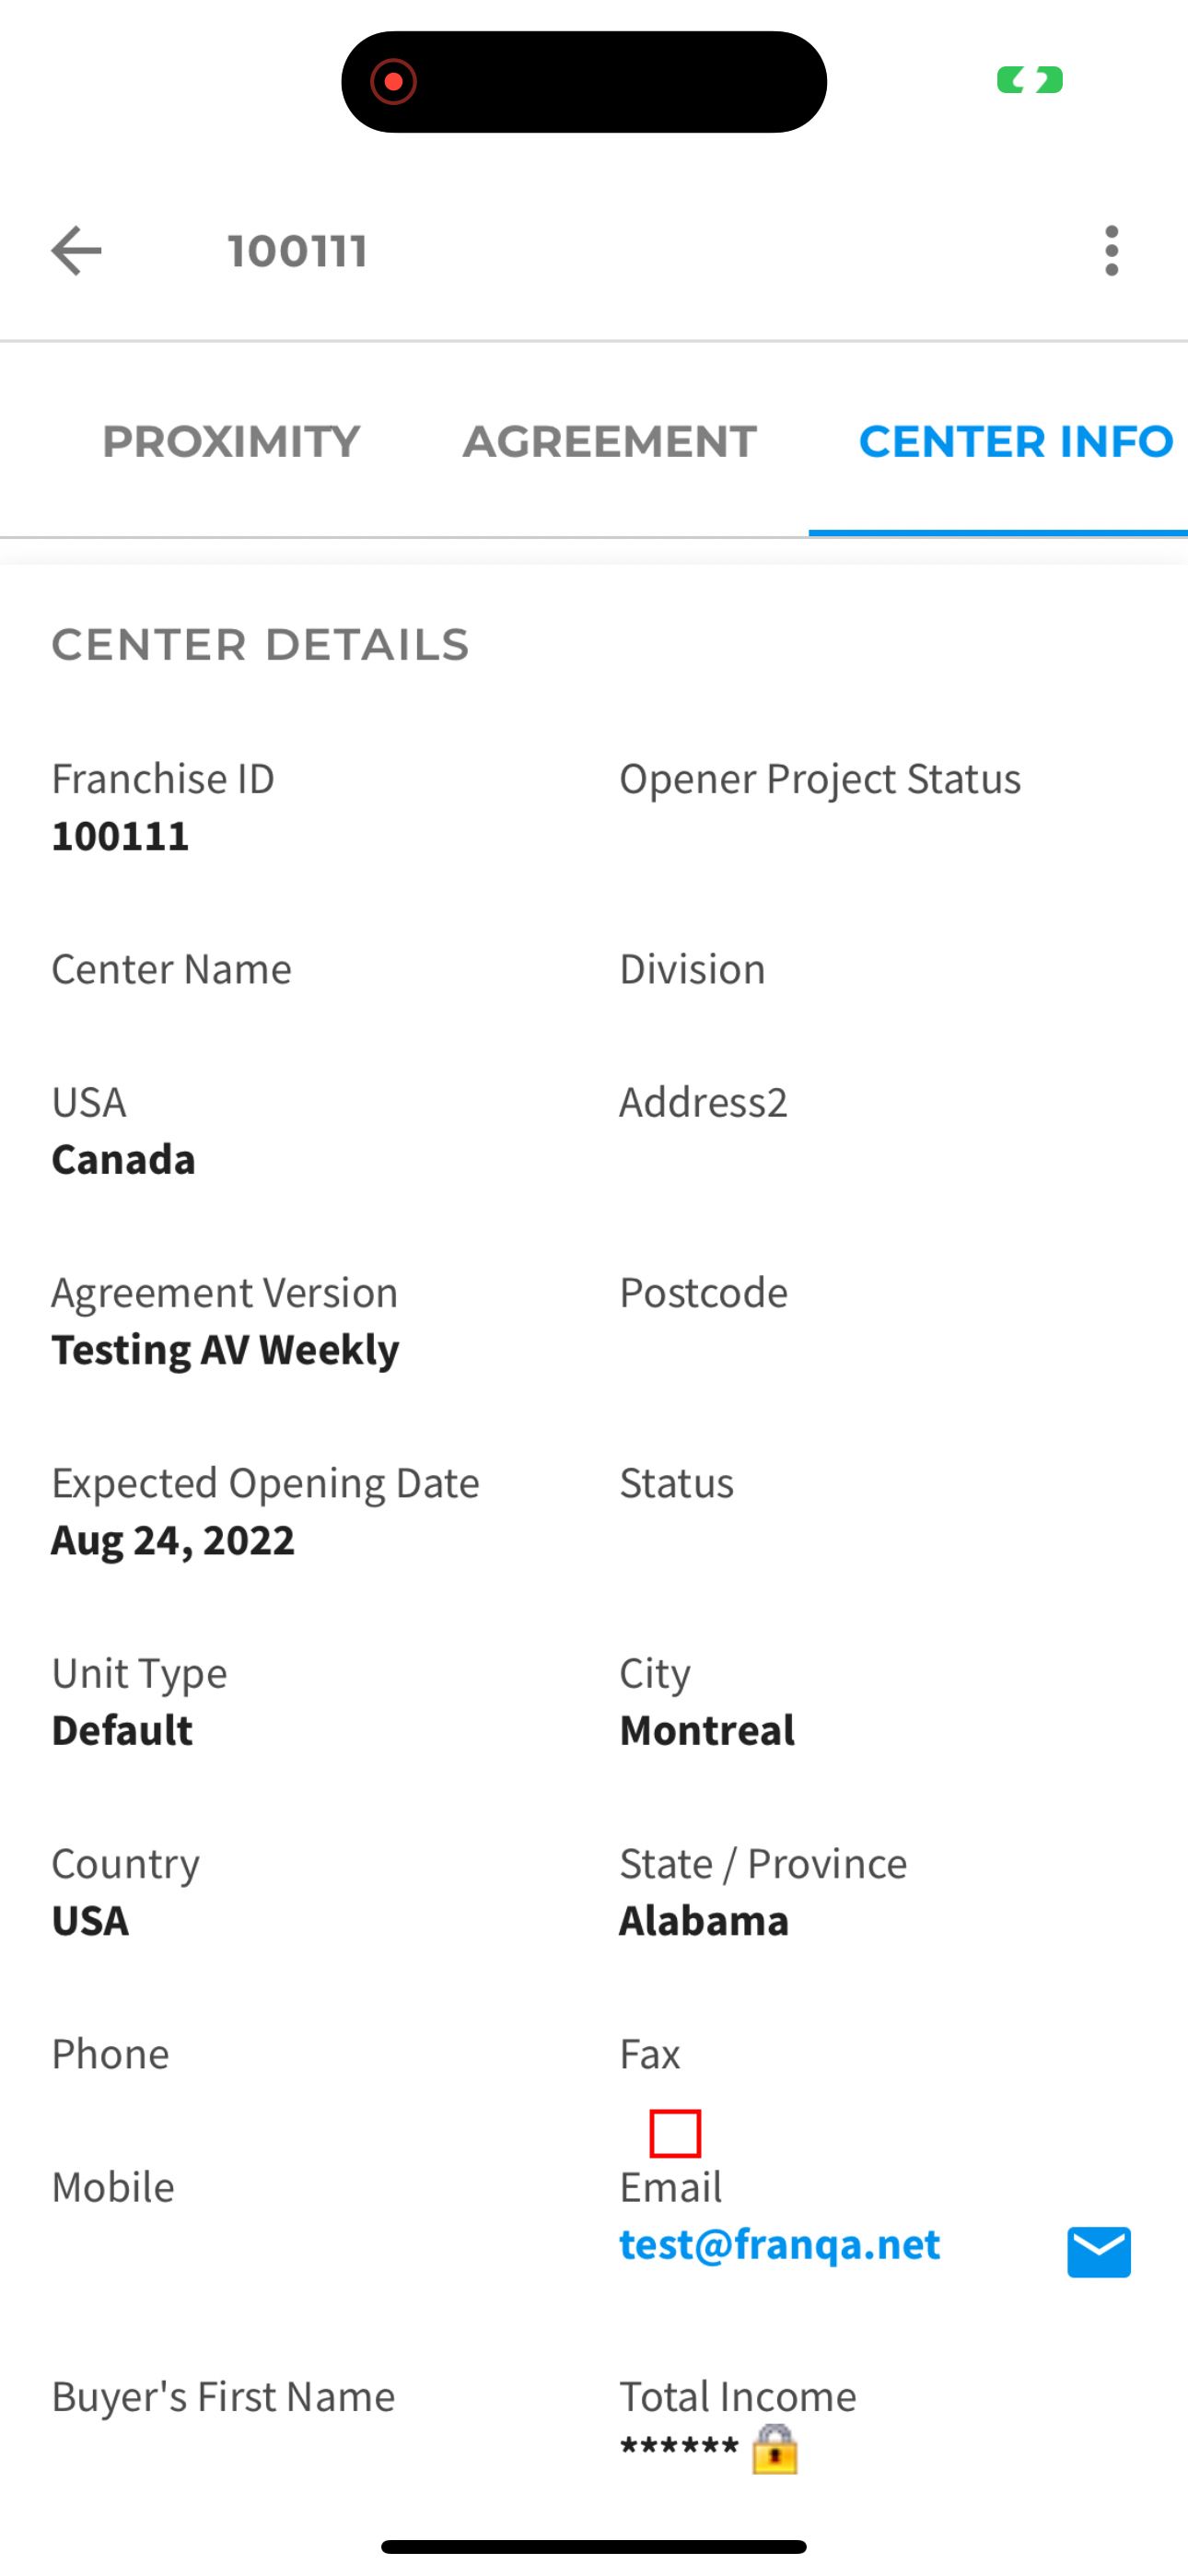 100111
PROXIMITY AGREEMENT CENTER INFO
CENTER DETAILS
Franchise ID Opener Project Status
100111
Center Name Division
USA Address2
Canada
Agreement Version Postcode
Testing AV Weekly
Expected Opening Date Status
Aug 24, 2022
Unit Type City
Default Montreal
Country State / Province
USA Alabama
Phone Fax
Mobile Email
test@franqa.net
Buyer's First Name Total Income
******